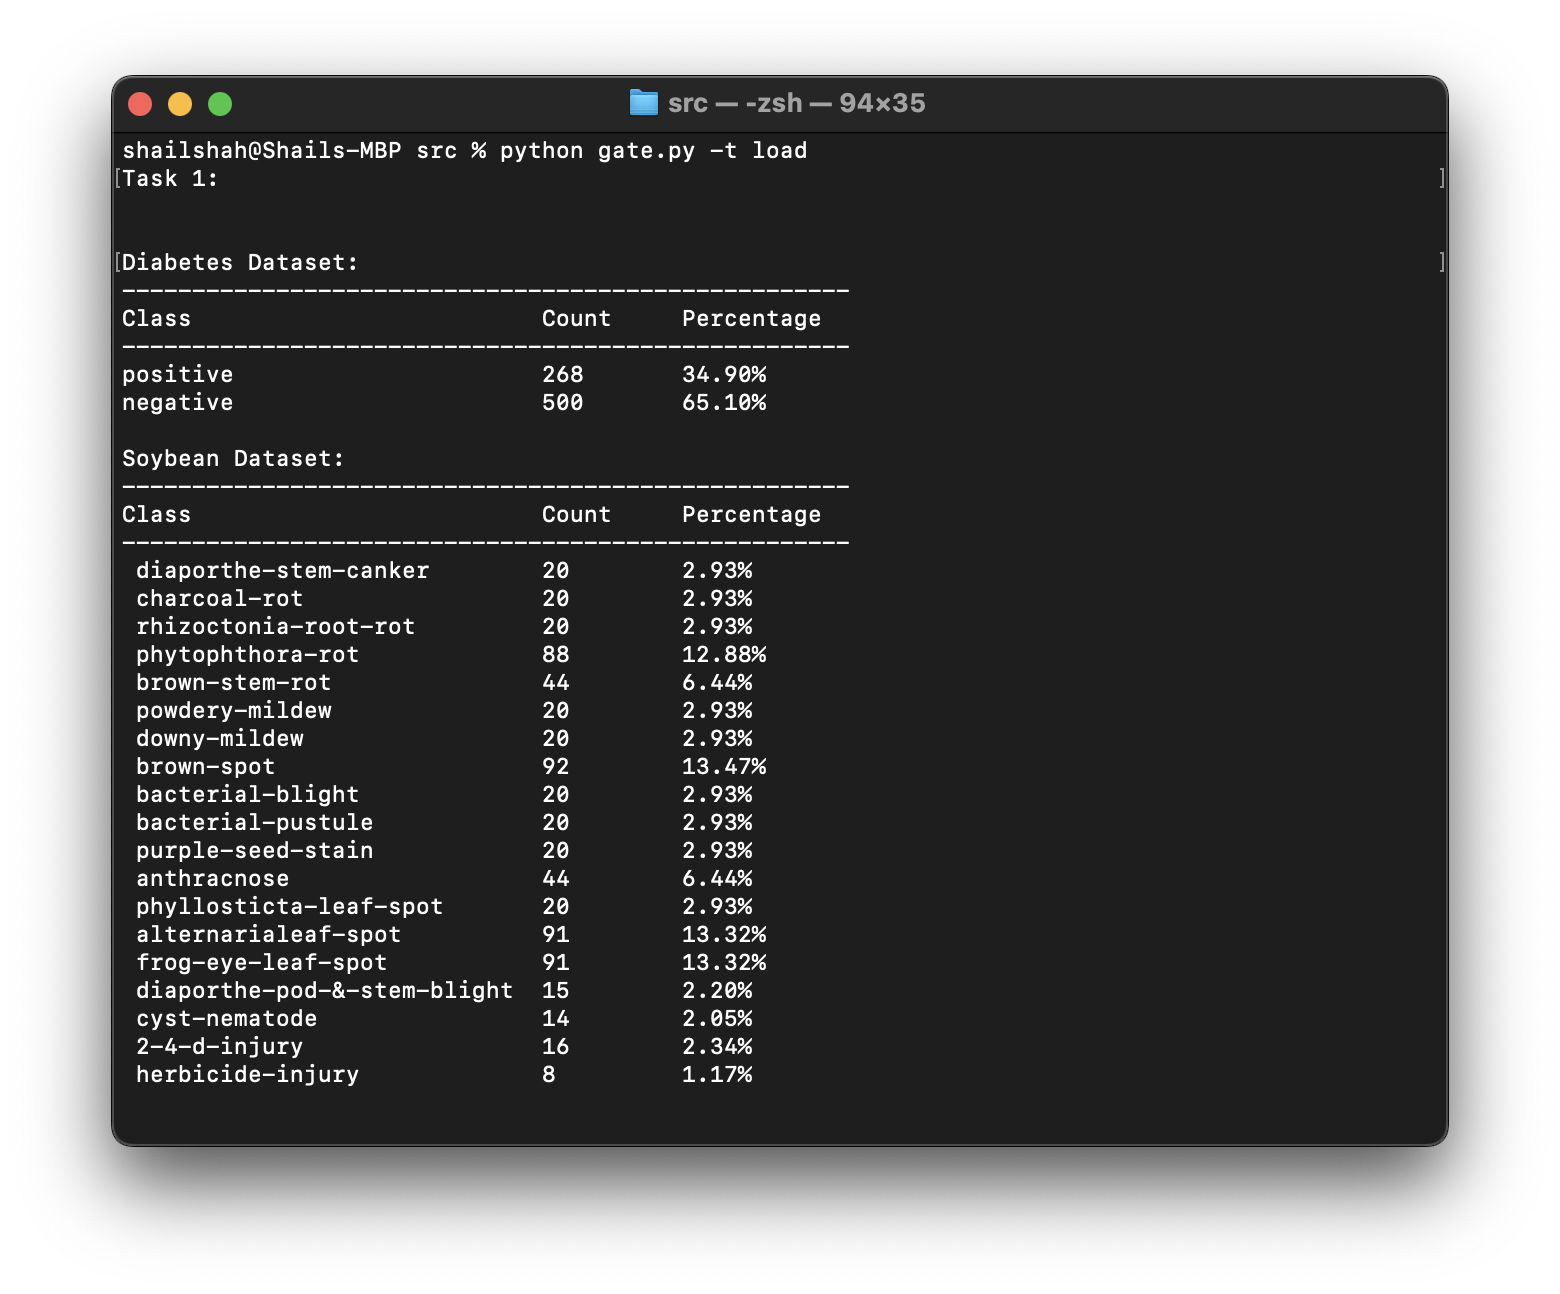 src — -zsh — 94×35
shailshah@Shails-MBP src % python gate.py -t load
[Task 1: ]
[Diabetes Dataset: ]
----------------------------------------------------
Class Count Percentage
----------------------------------------------------
positive 268 34.90%
negative 500 65.10%
Soybean Dataset:
----------------------------------------------------
Class Count Percentage
----------------------------------------------------
diaporthe-stem-canker 20 2.93%
charcoal-rot 20 2.93%
rhizoctonia-root-rot 20 2.93%
phytophthora-rot 88 12.88%
brown-stem-rot 44 6.44%
powdery-mildew 20 2.93%
downy-mildew 20 2.93%
brown-spot 92 13.47%
bacterial-blight 20 2.93%
bacterial-pustule 20 2.93%
purple-seed-stain 20 2.93%
anthracnose 44 6.44%
phyllosticta-leaf-spot 20 2.93%
alternarialeaf-spot 91 13.32%
frog-eye-leaf-spot 91 13.32%
diaporthe-pod-&-stem-blight 15 2.20%
cyst-nematode 14 2.05%
2-4-d-injury 16 2.34%
herbicide-injury 8 1.17%